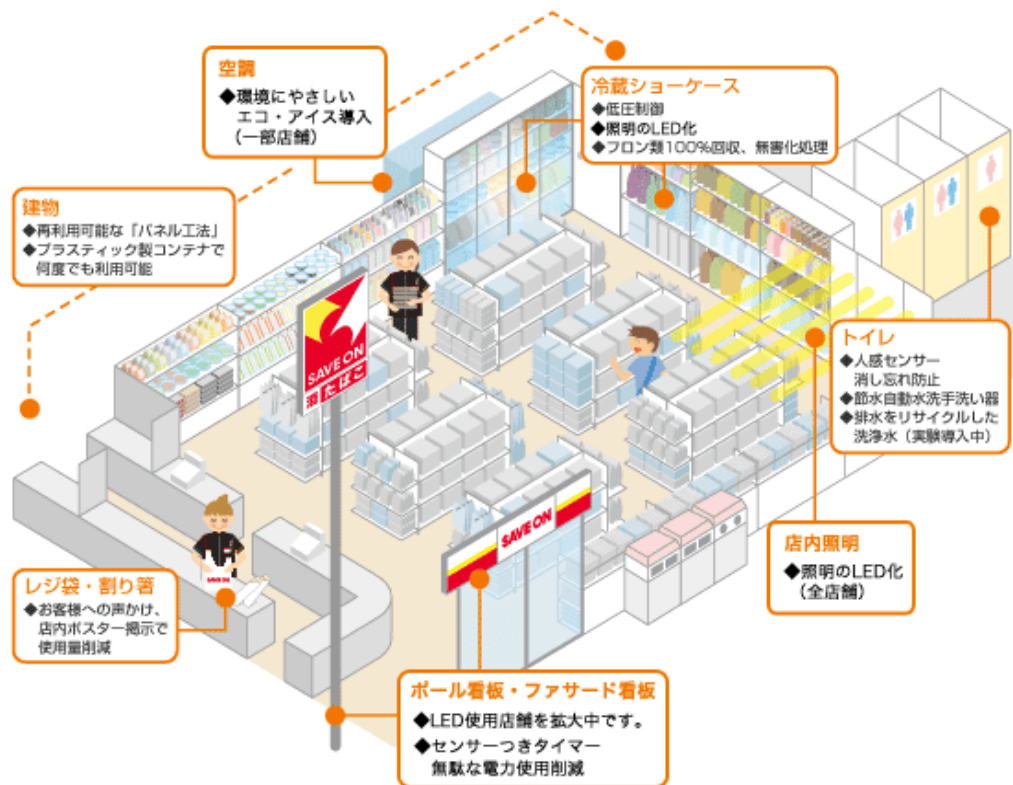 空調
◆環境にやさしい
エコ・アイス導入
（一部店舗）
冷蔵ショーケース
◆低圧制御
◆照明のLED化
◆フロン類100%回収、無害化処理
建物
◆再利用可能な「パネル工法」
◆プラスティック製コンテナで
何度でも利用可能
SAVE ON
酒たばこ
トイレ
◆人感センサー
消し忘れ防止
◆節水自動水洗手洗い器
◆排水をリサイクルした
洗浄水（実験導入中）
SAVE ON
店内照明
◆照明のLED化
（全店舗）
レジ袋・割り箸
◆お客様への声かけ、
店内ポスター掲示で
使用量削減
SAVE ON
ポール看板・ファサード看板
◆LED使用店舗を拡大中です。
◆センサーつきタイマー
無駄な電力使用削減